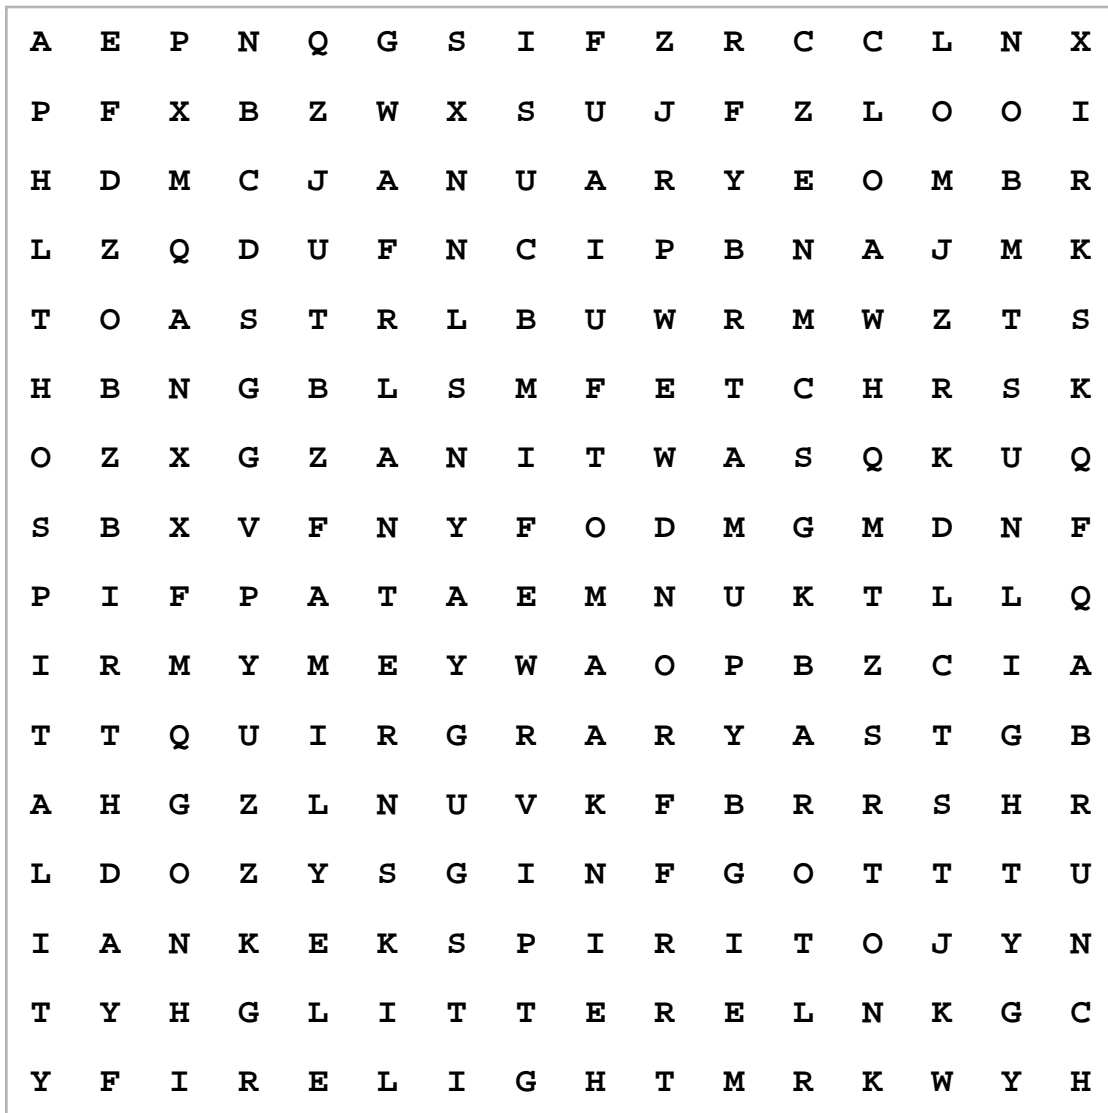 A E P N Q G S I F Z R C C L N X
P F X B Z W X S U J F Z L O O I
H D M C J A N U A R Y E O M B R
L Z Q D U F N C I P B N A J M K
T O A S T R L B U W R M W Z T S
H B N G B L S M F E T C H R S K
O Z X G Z A N I T W A S Q K U Q
S B X V F N Y F O D M G M D N F
P I F P A T A E M N U K T L L Q
I R M Y M E Y W A O P B Z C I A
T T Q U I R G R A R Y A S T G B
A H G Z L N U V K F B R R S H R
L D O Z Y S G I N F G O T T T U
I A N K E K S P I R I T O J Y N
T Y H G L I T T E R E L N K G C
Y F I R E L I G H T M R K W Y H